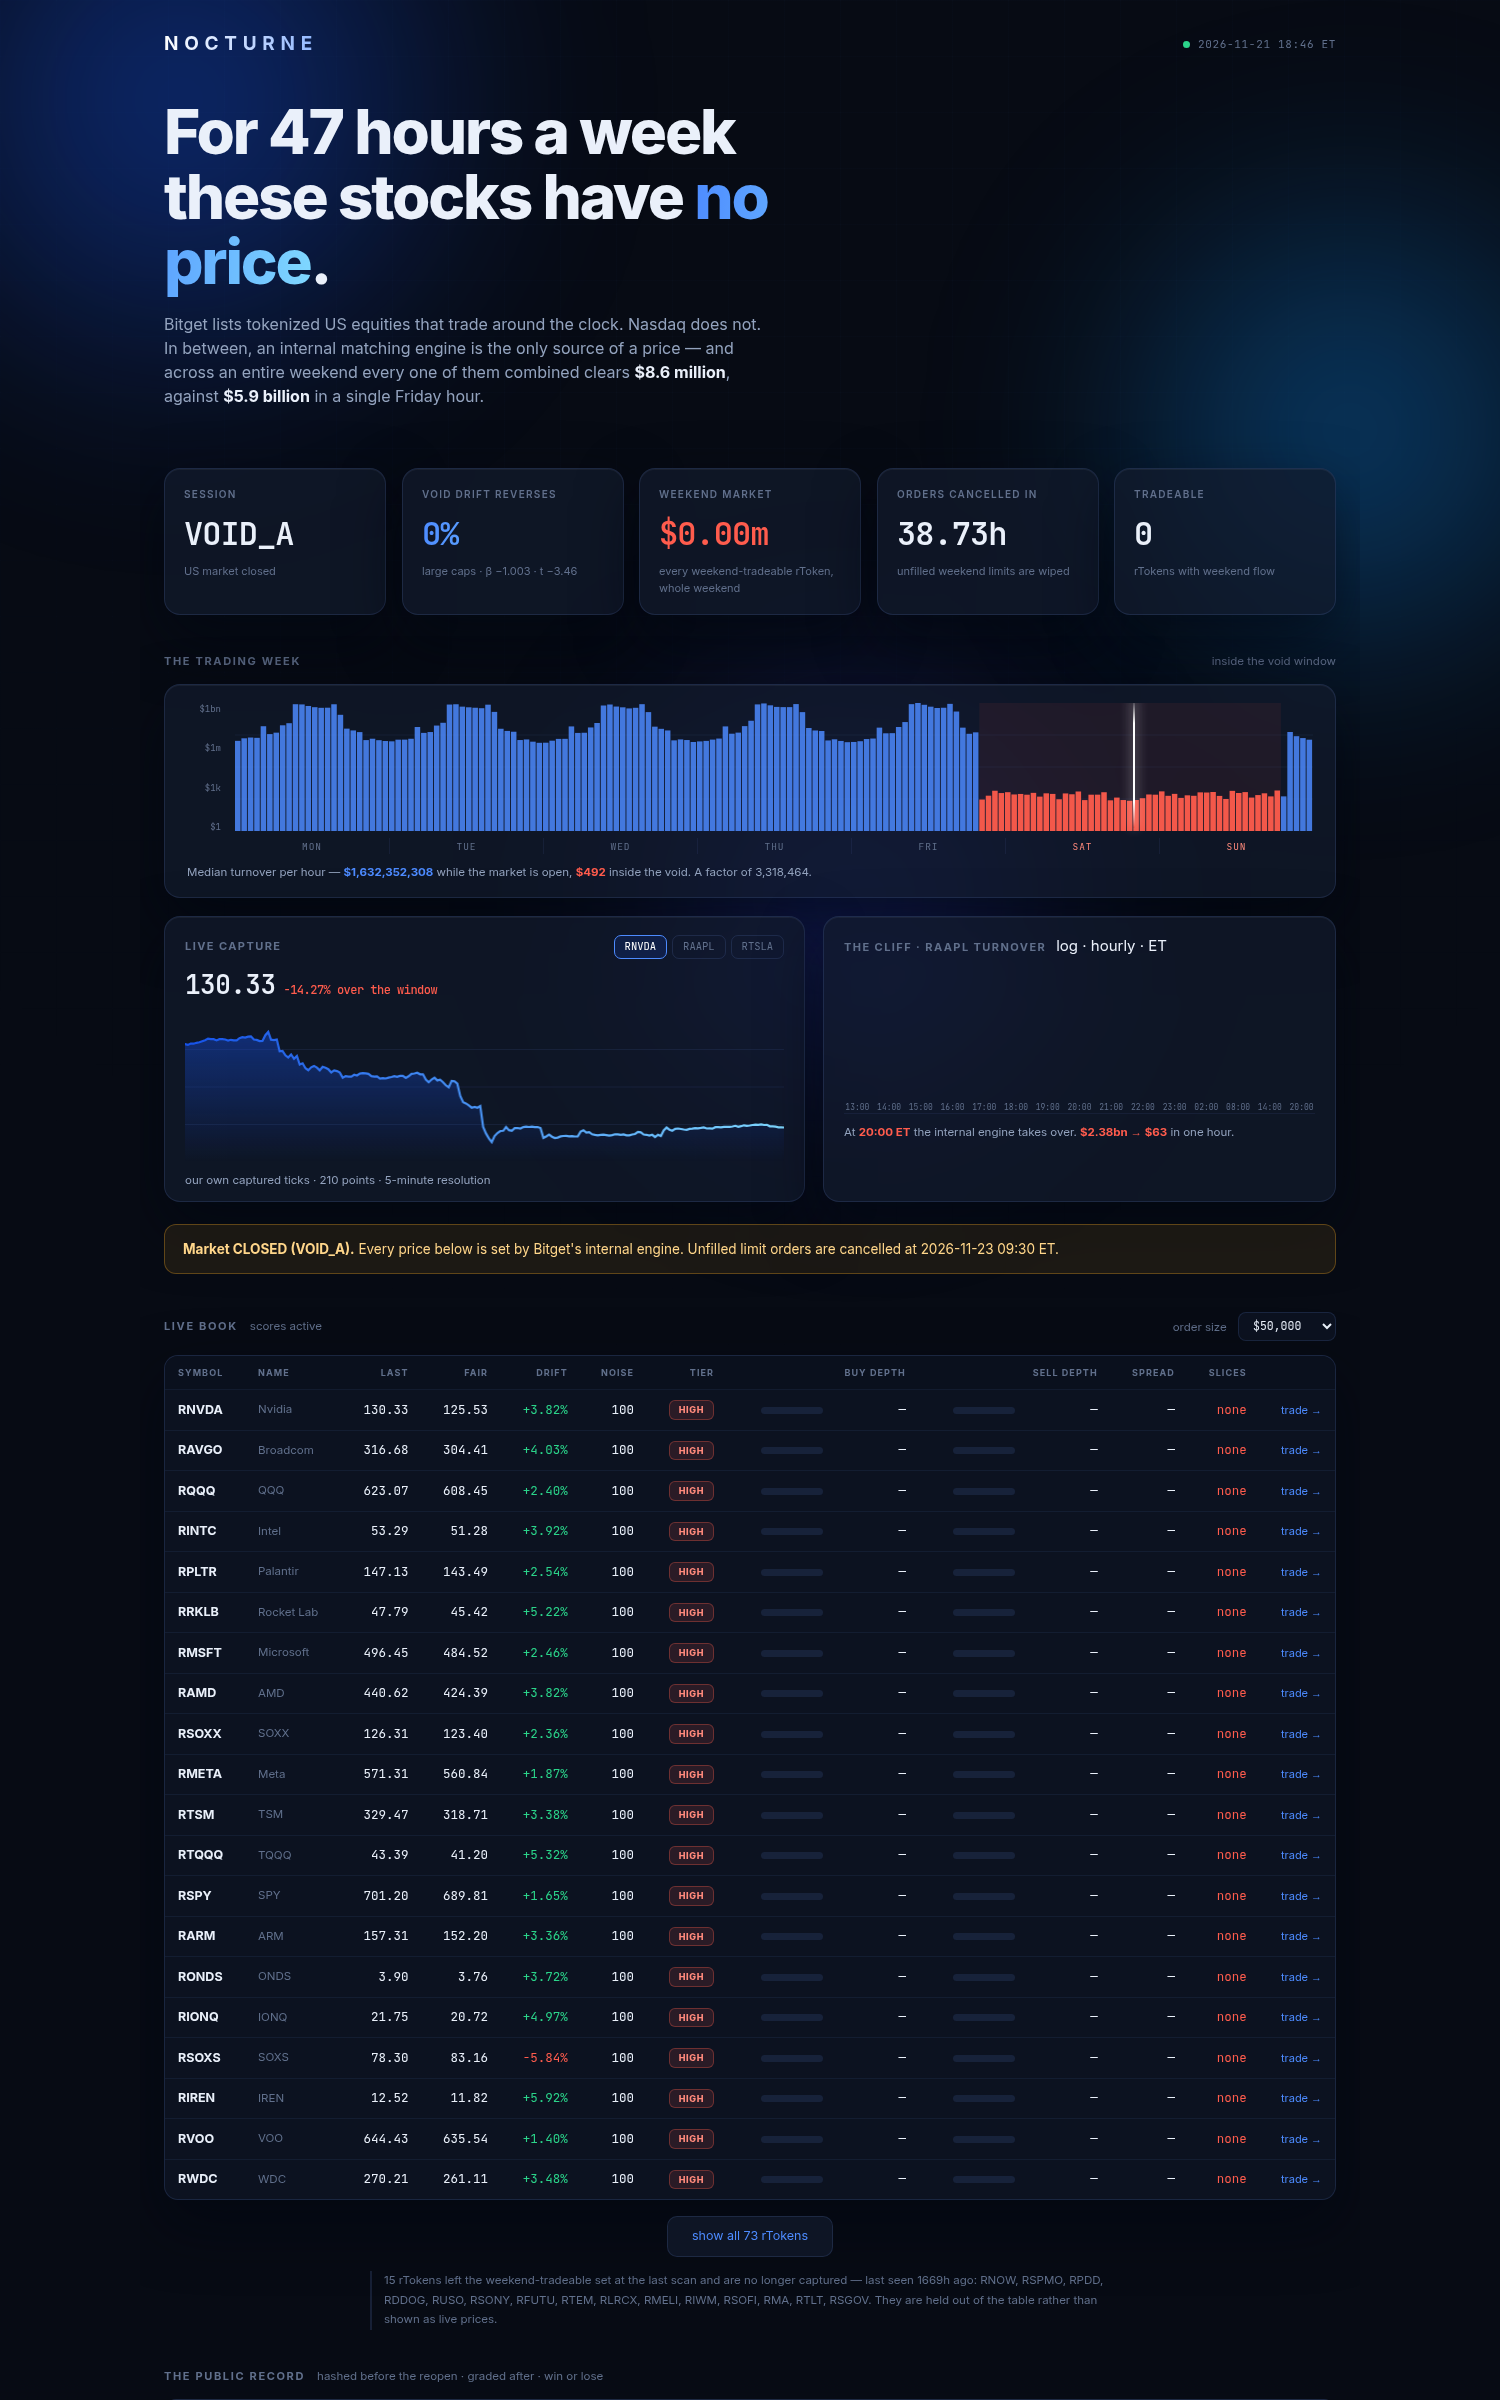 NOCTURNE
2026-11-21 18:46 ET
For 47 hours a week
these stocks have no
price.
Bitget lists tokenized US equities that trade around the clock. Nasdaq does not.
In between, an internal matching engine is the only source of a price — and
across an entire weekend every one of them combined clears $8.6 million,
against $5.9 billion in a single Friday hour.
SESSION
VOID_A
US market closed
VOID DRIFT REVERSES
0%
large caps · β −1.003 · t −3.46
WEEKEND MARKET
$0.00m
every weekend-tradeable rToken,
whole weekend
ORDERS CANCELLED IN
38.73h
unfilled weekend limits are wiped
TRADEABLE
0
rTokens with weekend flow
THE TRADING WEEK
inside the void window
$1bn
$1m
$1k
$1
MON TUE WED THU FRI SAT SUN
Median turnover per hour — $1,632,352,308 while the market is open, $492 inside the void. A factor of 3,318,464.
LIVE CAPTURE
RNVDA RAAPL RTSLA
130.33 -14.27% over the window
our own captured ticks · 210 points · 5-minute resolution
THE CLIFF · RAAPL TURNOVER log · hourly · ET
13:00 14:00 15:00 16:00 17:00 18:00 19:00 20:00 21:00 22:00 23:00 02:00 08:00 14:00 20:00
At 20:00 ET the internal engine takes over. $2.38bn → $63 in one hour.
Market CLOSED (VOID_A). Every price below is set by Bitget's internal engine. Unfilled limit orders are cancelled at 2026-11-23 09:30 ET.
LIVE BOOK scores active
order size $50,000
SYMBOL NAME LAST FAIR DRIFT NOISE TIER BUY DEPTH SELL DEPTH SPREAD SLICES
RNVDA Nvidia 130.33 125.53 +3.82% 100 HIGH — — — none trade →
RAVGO Broadcom 316.68 304.41 +4.03% 100 HIGH — — — none trade →
RQQQ QQQ 623.07 608.45 +2.40% 100 HIGH — — — none trade →
RINTC Intel 53.29 51.28 +3.92% 100 HIGH — — — none trade →
RPLTR Palantir 147.13 143.49 +2.54% 100 HIGH — — — none trade →
RRKLB Rocket Lab 47.79 45.42 +5.22% 100 HIGH — — — none trade →
RMSFT Microsoft 496.45 484.52 +2.46% 100 HIGH — — — none trade →
RAMD AMD 440.62 424.39 +3.82% 100 HIGH — — — none trade →
RSOXX SOXX 126.31 123.40 +2.36% 100 HIGH — — — none trade →
RMETA Meta 571.31 560.84 +1.87% 100 HIGH — — — none trade →
RTSM TSM 329.47 318.71 +3.38% 100 HIGH — — — none trade →
RTQQQ TQQQ 43.39 41.20 +5.32% 100 HIGH — — — none trade →
RSPY SPY 701.20 689.81 +1.65% 100 HIGH — — — none trade →
RARM ARM 157.31 152.20 +3.36% 100 HIGH — — — none trade →
RONDS ONDS 3.90 3.76 +3.72% 100 HIGH — — — none trade →
RIONQ IONQ 21.75 20.72 +4.97% 100 HIGH — — — none trade →
RSOXS SOXS 78.30 83.16 -5.84% 100 HIGH — — — none trade →
RIREN IREN 12.52 11.82 +5.92% 100 HIGH — — — none trade →
RVOO VOO 644.43 635.54 +1.40% 100 HIGH — — — none trade →
RWDC WDC 270.21 261.11 +3.48% 100 HIGH — — — none trade →
show all 73 rTokens
15 rTokens left the weekend-tradeable set at the last scan and are no longer captured — last seen 1669h ago: RNOW, RSPMO, RPDD,
RDDOG, RUSO, RSONY, RFUTU, RTEM, RLRCX, RMELI, RIWM, RSOFI, RMA, RTLT, RSGOV. They are held out of the table rather than
shown as live prices.
THE PUBLIC RECORD hashed before the reopen · graded after · win or lose